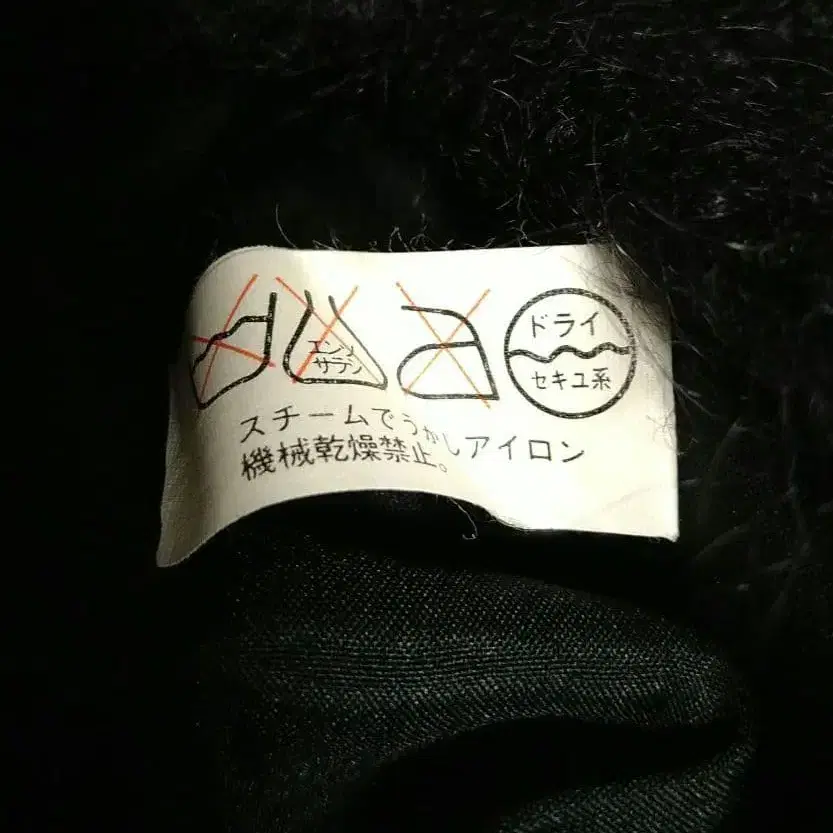 エンソ
サラシ
ドライ
セキユ系
スチームでうかしアイロン
機械乾燥禁止。